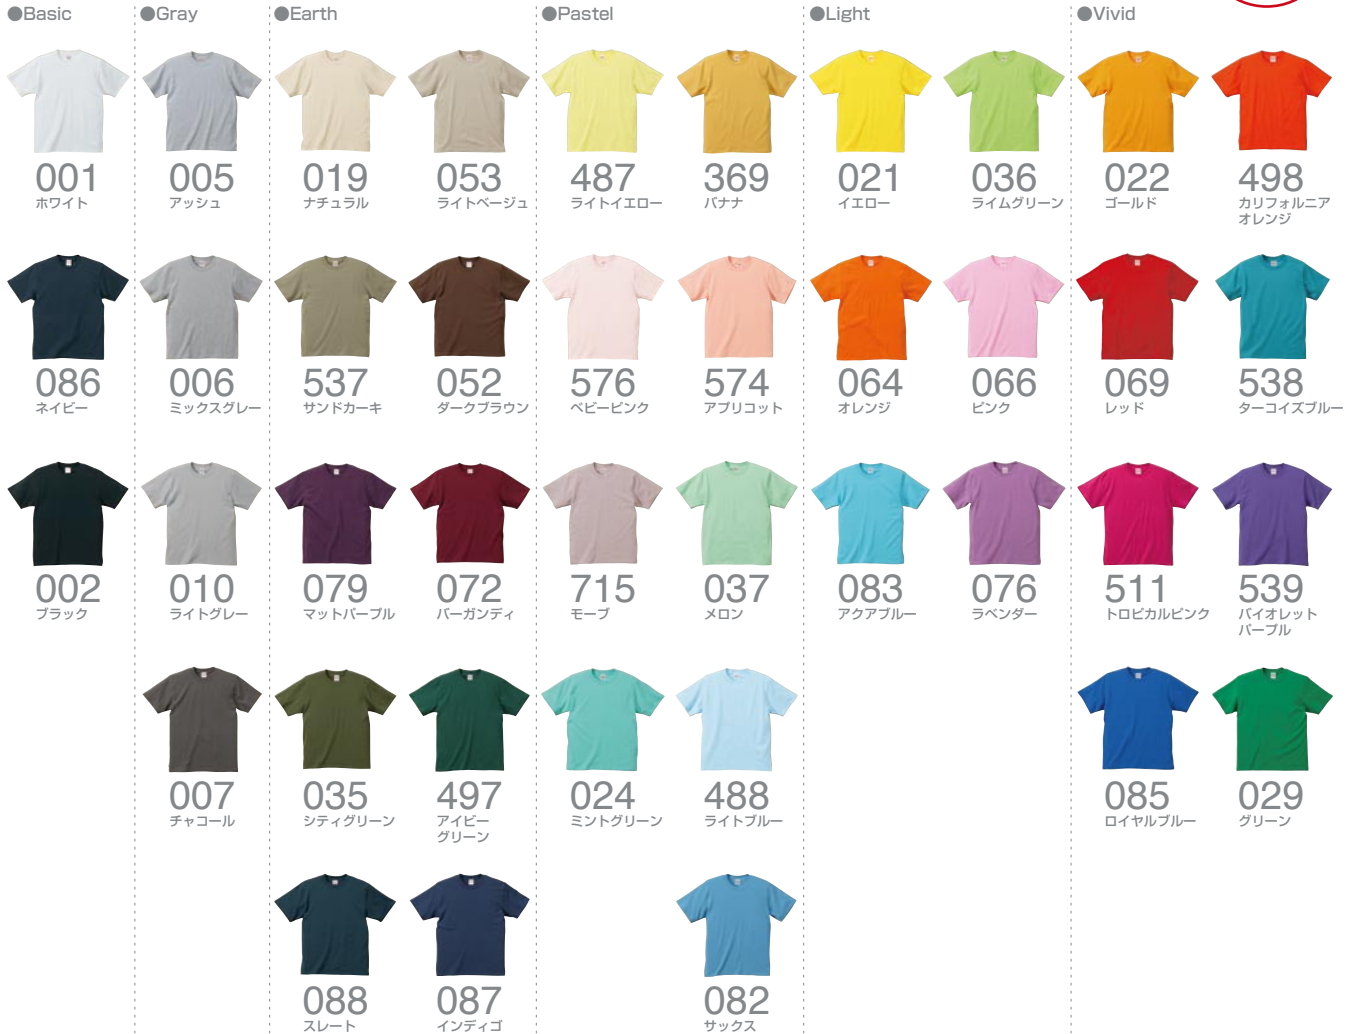 ●Basic
●Gray
●Earth
●Pastel
●Light
●Vivid
001
ホワイト
005
アッシュ
019
ナチュラル
053
ライトベージュ
487
ライトイエロー
369
バナナ
021
イエロー
036
ライムグリーン
022
ゴールド
498
カリフォルニア
オレンジ
086
ネイビー
006
ミックスグレー
537
サンドカーキ
052
ダークブラウン
576
ベビーピンク
574
アプリコット
064
オレンジ
066
ピンク
069
レッド
538
ターコイズブルー
002
ブラック
010
ライトグレー
079
マットパープル
072
バーガンディ
715
モーブ
037
メロン
083
アクアブルー
076
ラベンダー
511
トロピカルピンク
539
バイオレット
パープル
007
チャコール
035
シティグリーン
497
アイビー
グリーン
024
ミントグリーン
488
ライトブルー
085
ロイヤルブルー
029
グリーン
088
スレート
087
インディゴ
082
サックス